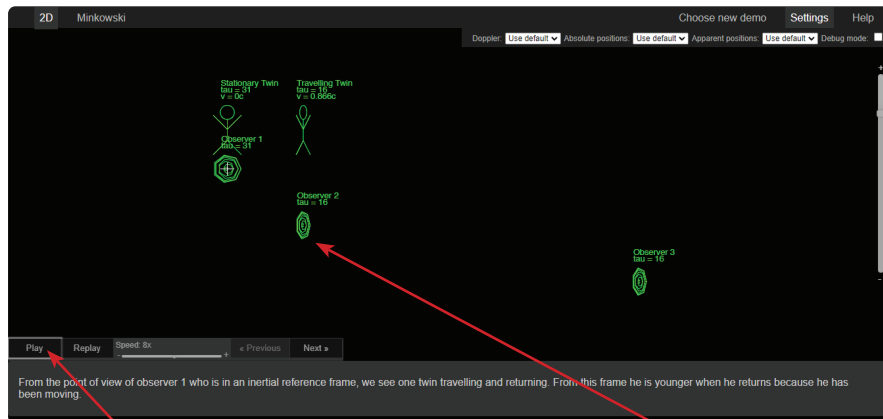 2D Minkowski Choose new demo Settings Help
Doppler: Use default Absolute positions: Use default Apparent positions: Use default Debug mode:
Stationary Twin
tau = 31
v = 0c
Travelling Twin
tau = 16
v = 0.866c
Observer 1
tau = 31
Observer 2
tau = 16
Observer 3
tau = 16
+
-
Play Replay Speed: 8x - + « Previous Next »
From the point of view of observer 1 who is in an inertial reference frame, we see one twin travelling and returning. From this frame he is younger when he returns because he has
been moving.